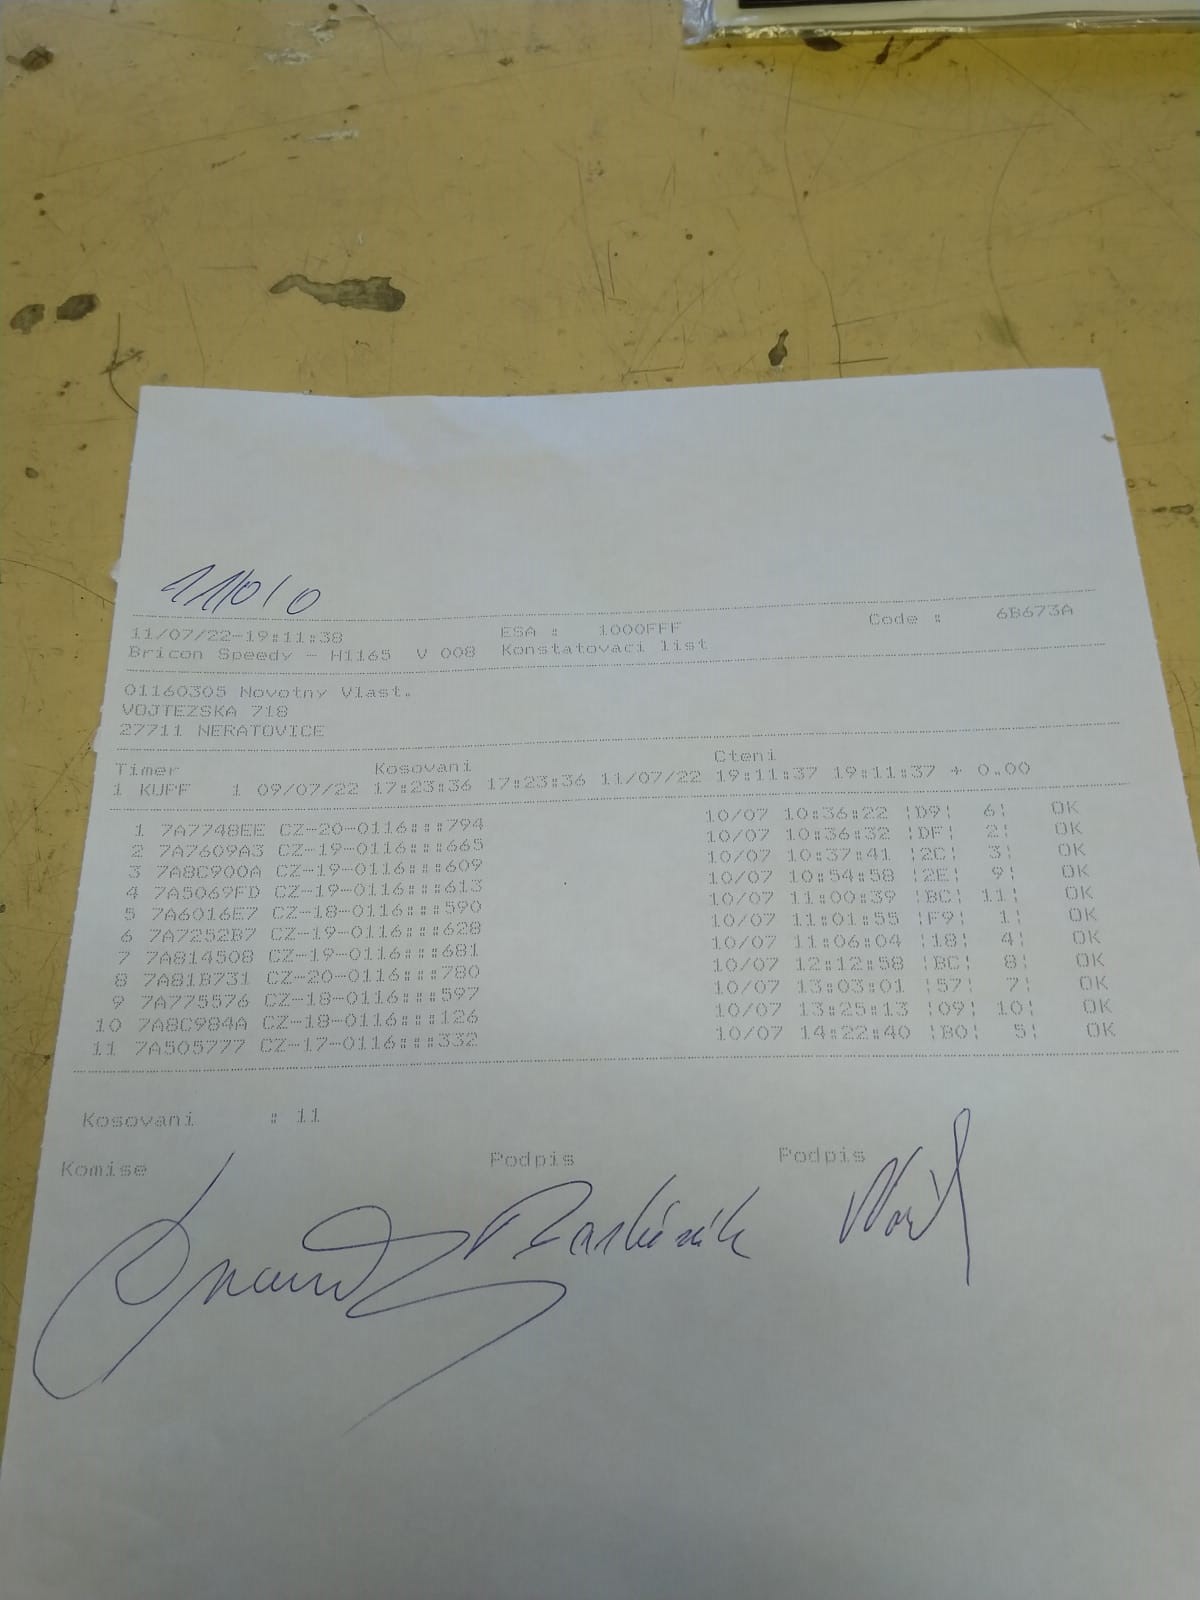 11/0/0
11/07/22-19:11:38 ESA : 1000FFF Code : 6B673A
Bricon Speedy - H1165 V 008 Konstatovaci list
01160305 Novotny Vlast.
VOJTEZSKA 718
27711 NERATOVICE
Timer Kosovani Cteni
1 KUPF 1 09/07/22 17:23:36 17:23:36 11/07/22 19:11:37 19:11:37 + 0.00
1 7A7748EE CZ-20-0116:::794 10/07 10:36:22 ¦D9¦ 6¦ OK
2 7A7609A3 CZ-19-0116:::665 10/07 10:36:32 ¦DF¦ 2¦ OK
3 7A8C900A CZ-19-0116:::609 10/07 10:37:41 ¦2C¦ 3¦ OK
4 7A5069FD CZ-19-0116:::613 10/07 10:54:58 ¦2E¦ 9¦ OK
5 7A6016E7 CZ-18-0116:::590 10/07 11:00:39 ¦BC¦ 11¦ OK
6 7A7252B7 CZ-19-0116:::628 10/07 11:01:55 ¦F9¦ 1¦ OK
7 7A814508 CZ-19-0116:::681 10/07 11:06:04 ¦18¦ 4¦ OK
8 7A81B731 CZ-20-0116:::780 10/07 12:12:58 ¦BC¦ 8¦ OK
9 7A775576 CZ-18-0116:::597 10/07 13:03:01 ¦57¦ 7¦ OK
10 7A8C984A CZ-18-0116:::126 10/07 13:25:13 ¦09¦ 10¦ OK
11 7A505777 CZ-17-0116:::332 10/07 14:22:40 ¦B0¦ 5¦ OK
Kosovani : 11
Komise Podpis Podpis